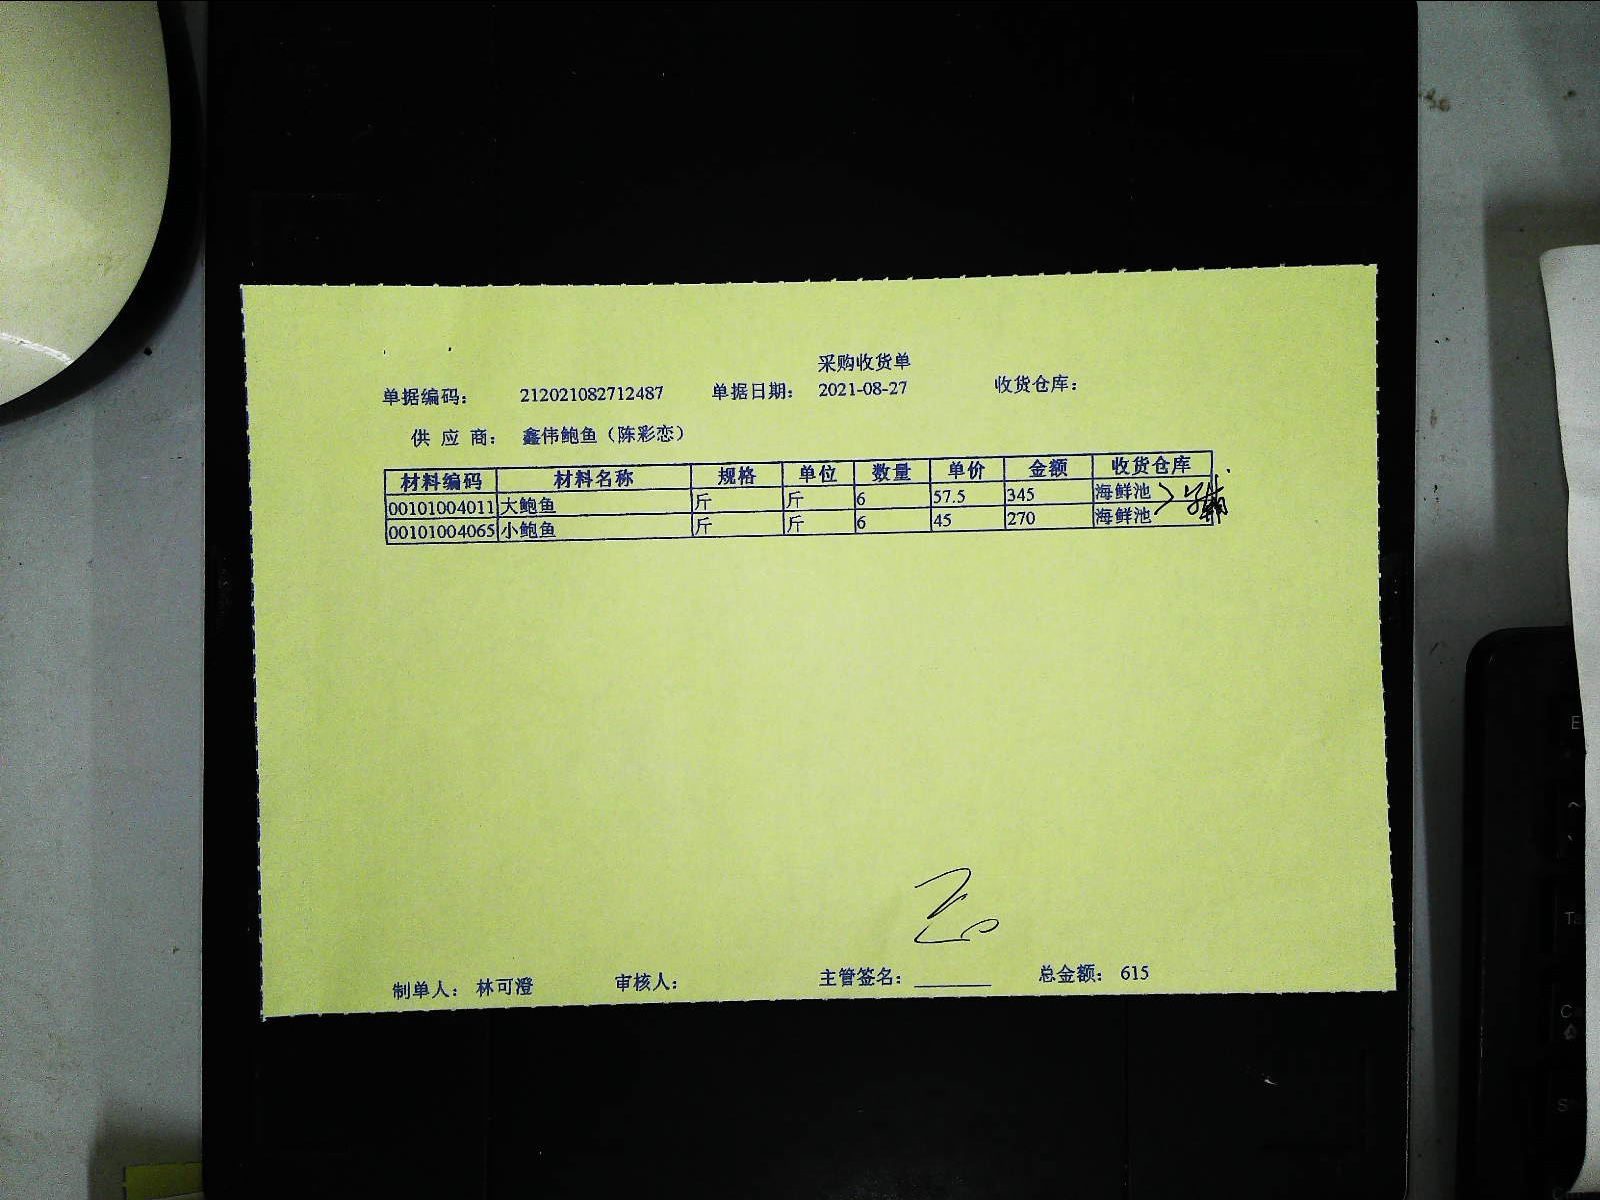 采购收货单
单据编码： 212021082712487 单据日期： 2021-08-27 收货仓库：
供 应 商： 鑫伟鲍鱼（陈彩恋）
材料编码 材料名称 规格 单位 数量 单价 金额 收货仓库
00101004011 大鲍鱼 斤 斤 6 57.5 345 海鲜池
00101004065 小鲍鱼 斤 斤 6 45 270 海鲜池
制单人： 林可澄 审核人： 主管签名： 总金额： 615